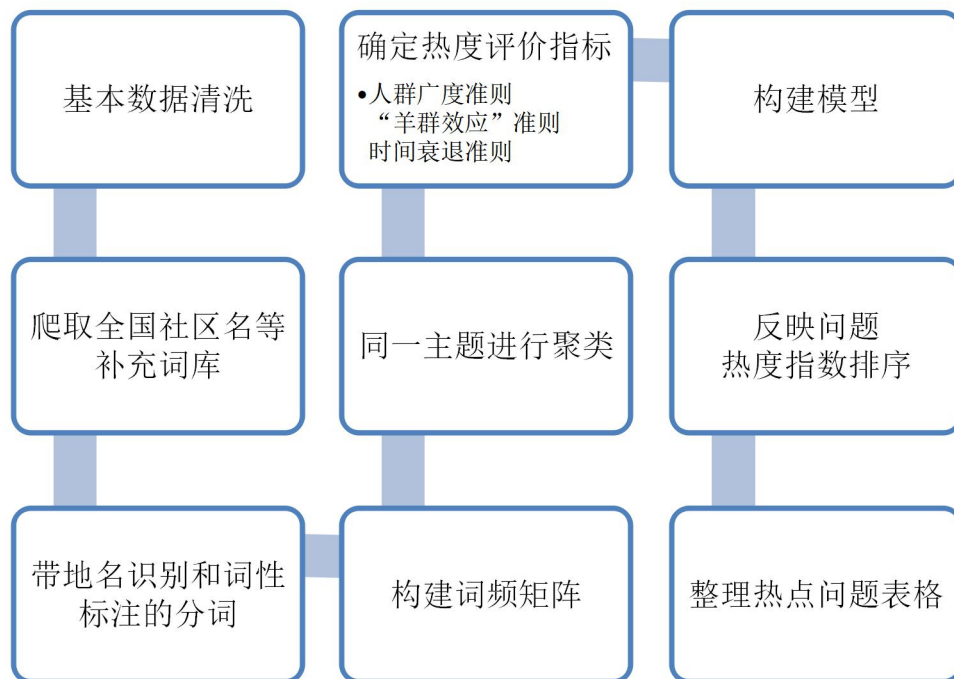 基本数据清洗
爬取全国社区名等
补充词库
带地名识别和词性
标注的分词
构建词频矩阵
同一主题进行聚类
确定热度评价指标
•人群广度准则
“羊群效应”准则
时间衰退准则
构建模型
反映问题
热度指数排序
整理热点问题表格